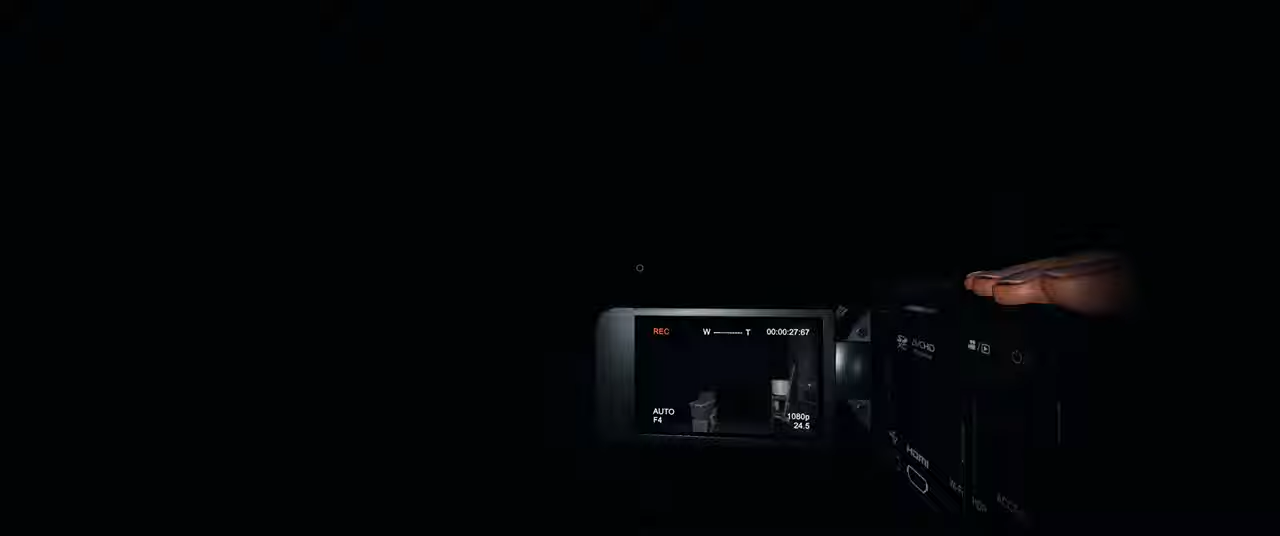 REC W T 00:00:27:67
AUTO
F4
1080p
24.5
AVCHD
HDMI